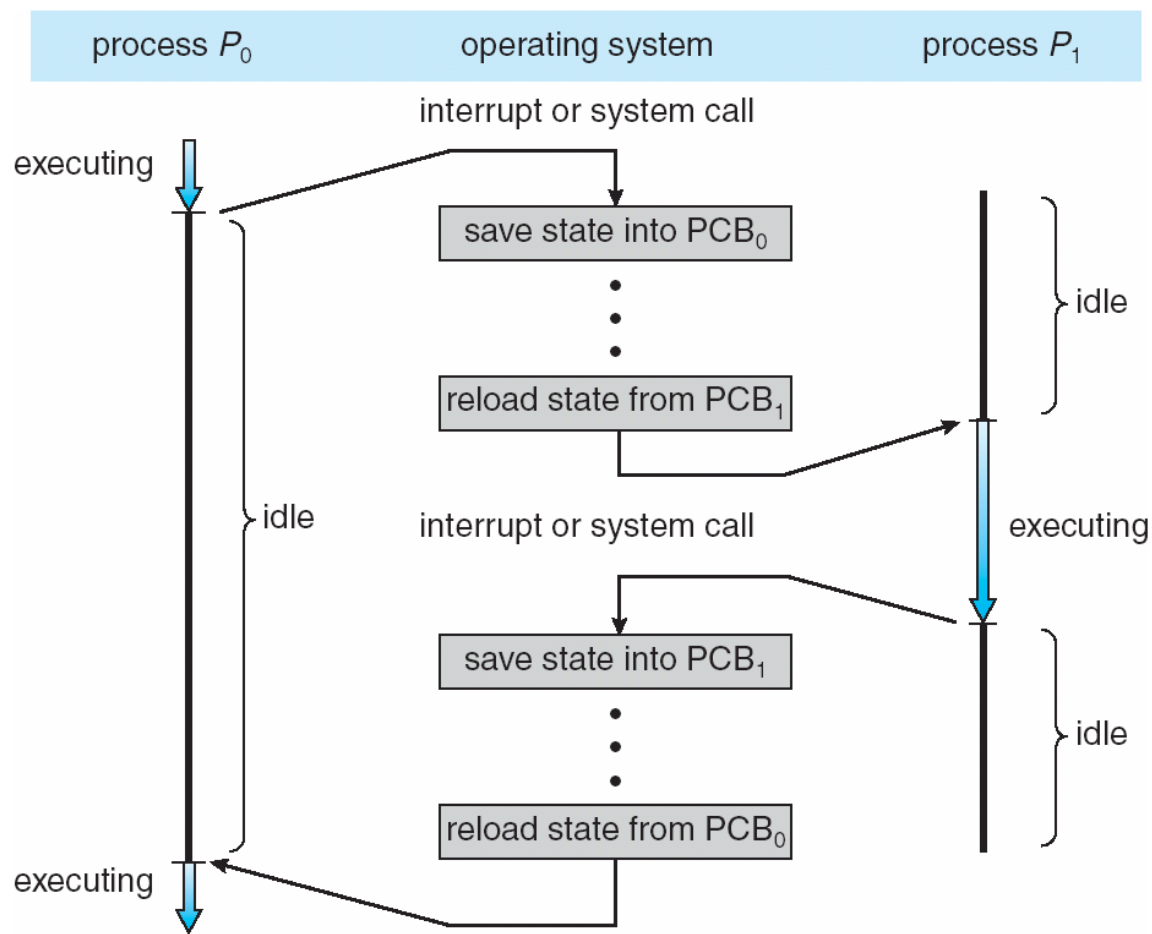 process P₀ operating system process P₁
interrupt or system call
executing
save state into PCB₀
idle
reload state from PCB₁
idle
interrupt or system call
executing
save state into PCB₁
idle
reload state from PCB₀
executing